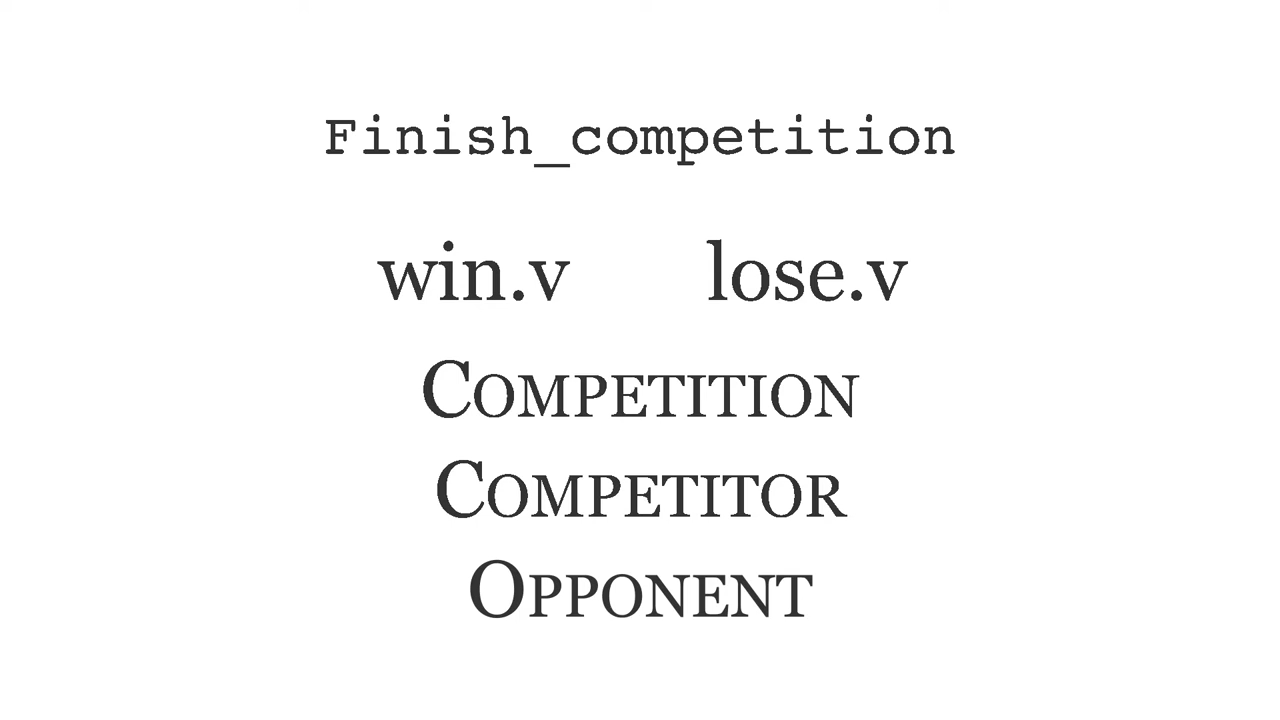 Finish_competition
win.v lose.v
COMPETITION
COMPETITOR
OPPONENT